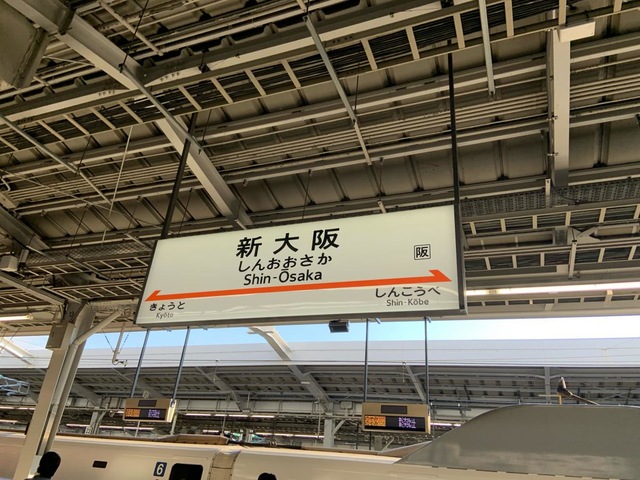 新大阪
しんおおさか
Shin-Ōsaka
阪
きょうと
Kyōto
しんこうべ
Shin-Kōbe
6